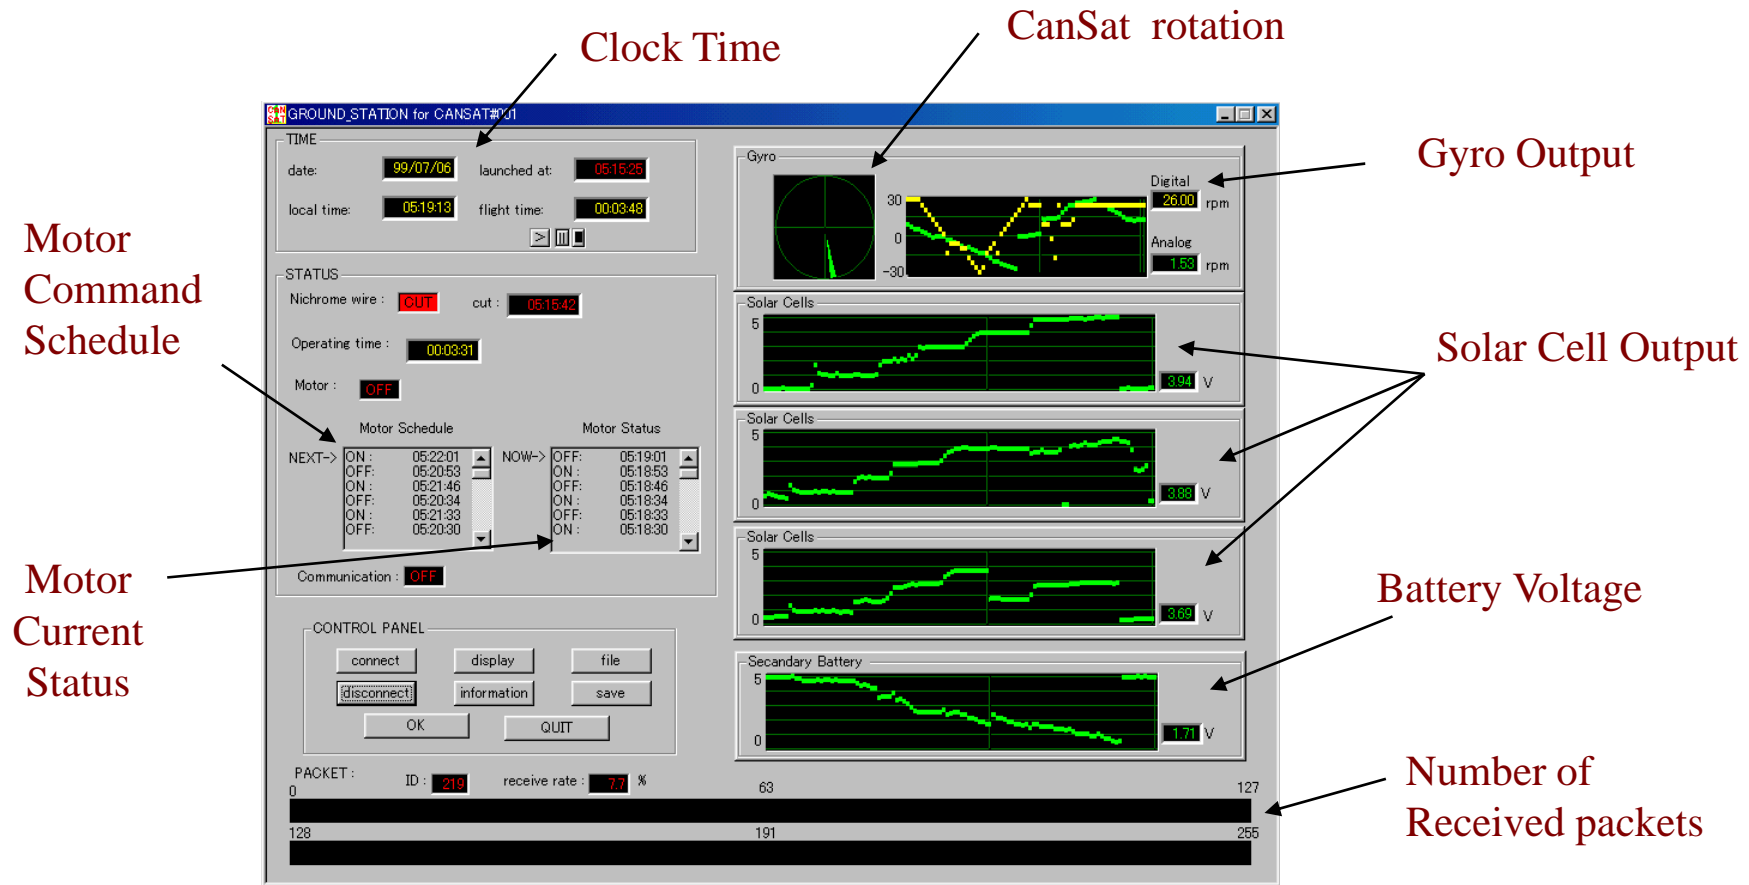 Clock Time
CanSat rotation
Gyro Output
Motor
Command
Schedule
Solar Cell Output
Motor
Current
Status
Battery Voltage
Number of
Received packets
CAN SAT
GROUND_STATION for CANSAT#001
TIME
date: 99/07/06 launched at: 05:15:25
local time: 05:19:13 flight time: 00:03:48
STATUS
Nichrome wire : CUT cut : 05:15:42
Operating time : 00:03:31
Motor : OFF
Motor Schedule
NEXT->
ON : 05:22:01
OFF: 05:20:53
ON : 05:21:46
OFF: 05:20:34
ON : 05:21:33
OFF: 05:20:30
Motor Status
NOW->
OFF: 05:19:01
ON : 05:18:53
OFF: 05:18:46
ON : 05:18:34
OFF: 05:18:33
ON : 05:18:30
Communication : OFF
CONTROL PANEL
connect display file
disconnect information save
OK QUIT
Gyro
30
0
-30
Digital
26.00 rpm
Analog
1.53 rpm
Solar Cells
5
0
3.94 V
Solar Cells
5
0
3.88 V
Solar Cells
5
0
3.69 V
Secandary Battery
5
0
1.71 V
PACKET : ID : 219 receive rate : 7.7 %
0 63 127
128 191 255